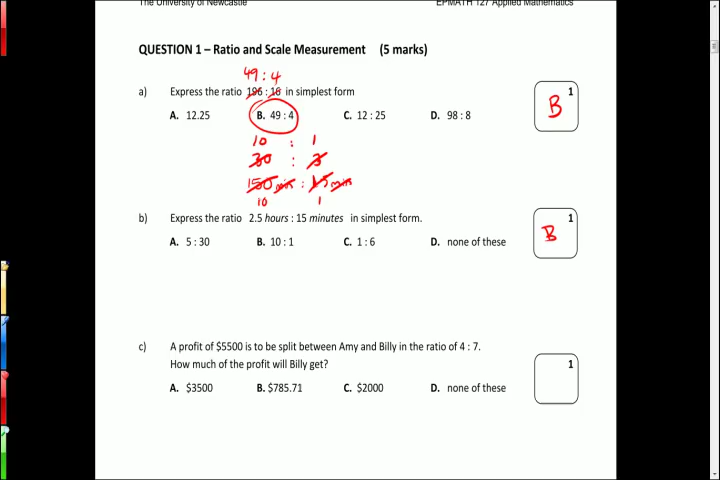 The University of Newcastle EPMATH 127 Applied Mathematics
QUESTION 1 – Ratio and Scale Measurement (5 marks)
49 : 4
a) Express the ratio 196 : 16 in simplest form 1
A. 12.25 B. 49 : 4 C. 12 : 25 D. 98 : 8 B
10 : 1
30 : 3
150 min : 15 min
10 1
b) Express the ratio 2.5 hours : 15 minutes in simplest form. 1
A. 5 : 30 B. 10 : 1 C. 1 : 6 D. none of these B
c) A profit of $5500 is to be split between Amy and Billy in the ratio of 4 : 7.
How much of the profit will Billy get? 1
A. $3500 B. $785.71 C. $2000 D. none of these